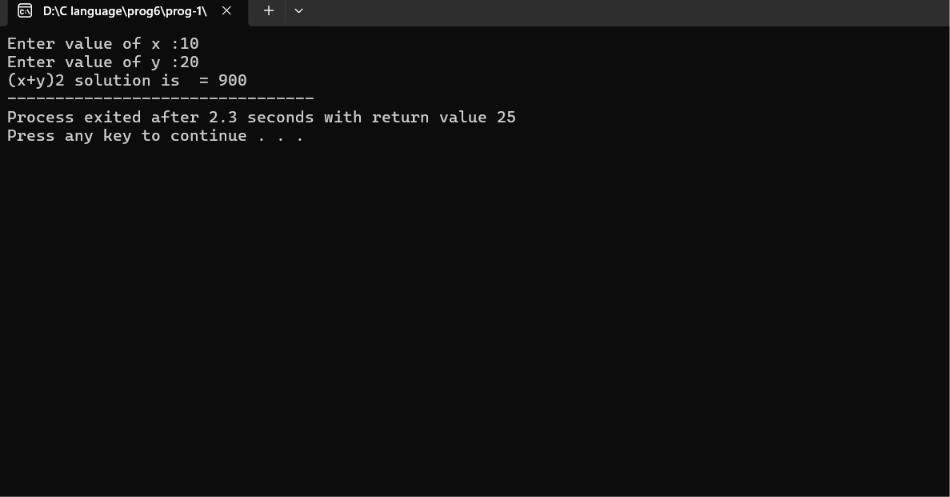 D:\C language\prog6\prog-1\
Enter value of x :10
Enter value of y :20
(x+y)2 solution is  = 900
--------------------------------
Process exited after 2.3 seconds with return value 25
Press any key to continue . . .